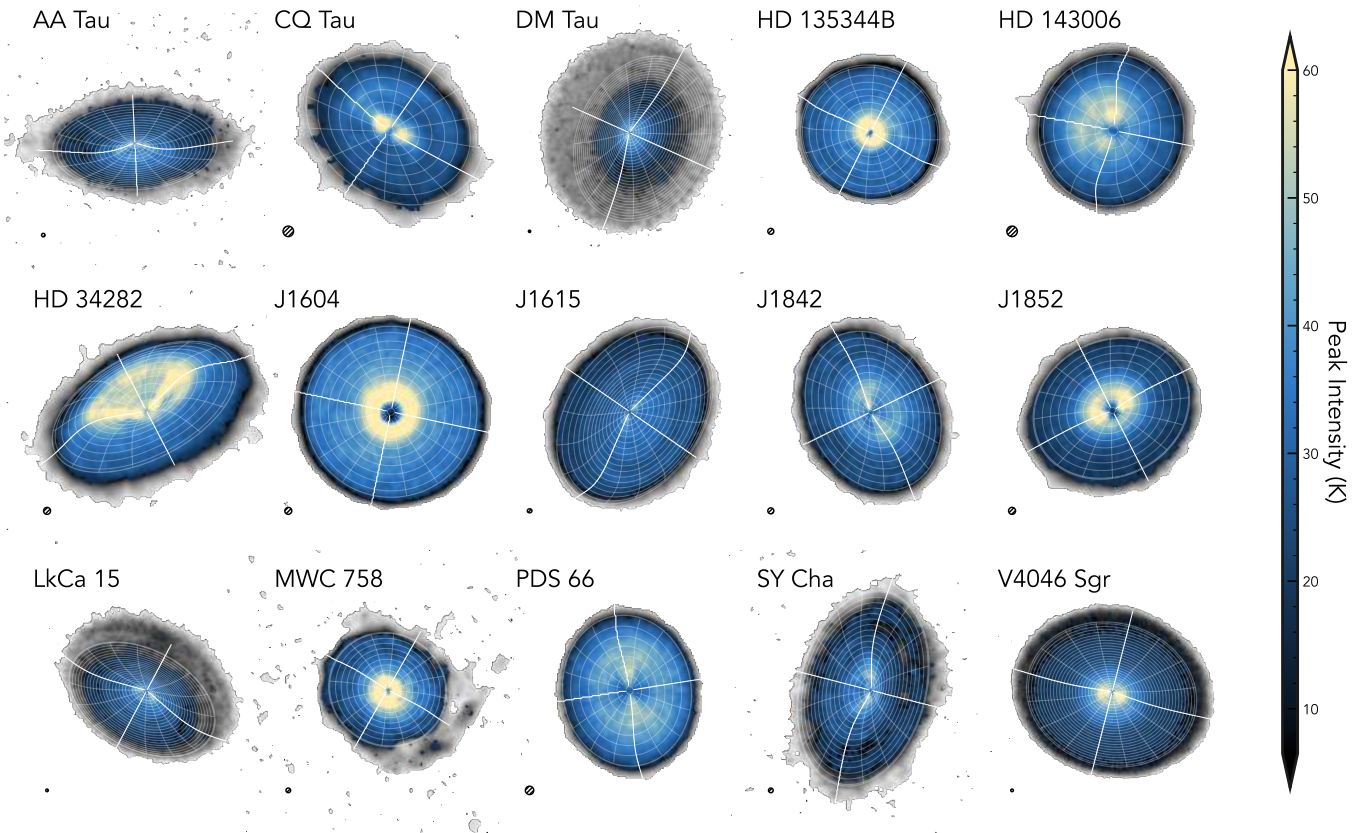 AA Tau
CQ Tau
DM Tau
HD 135344B
HD 143006
HD 34282
J1604
J1615
J1842
J1852
LkCa 15
MWC 758
PDS 66
SY Cha
V4046 Sgr
60
50
40
30
20
10
Peak Intensity (K)